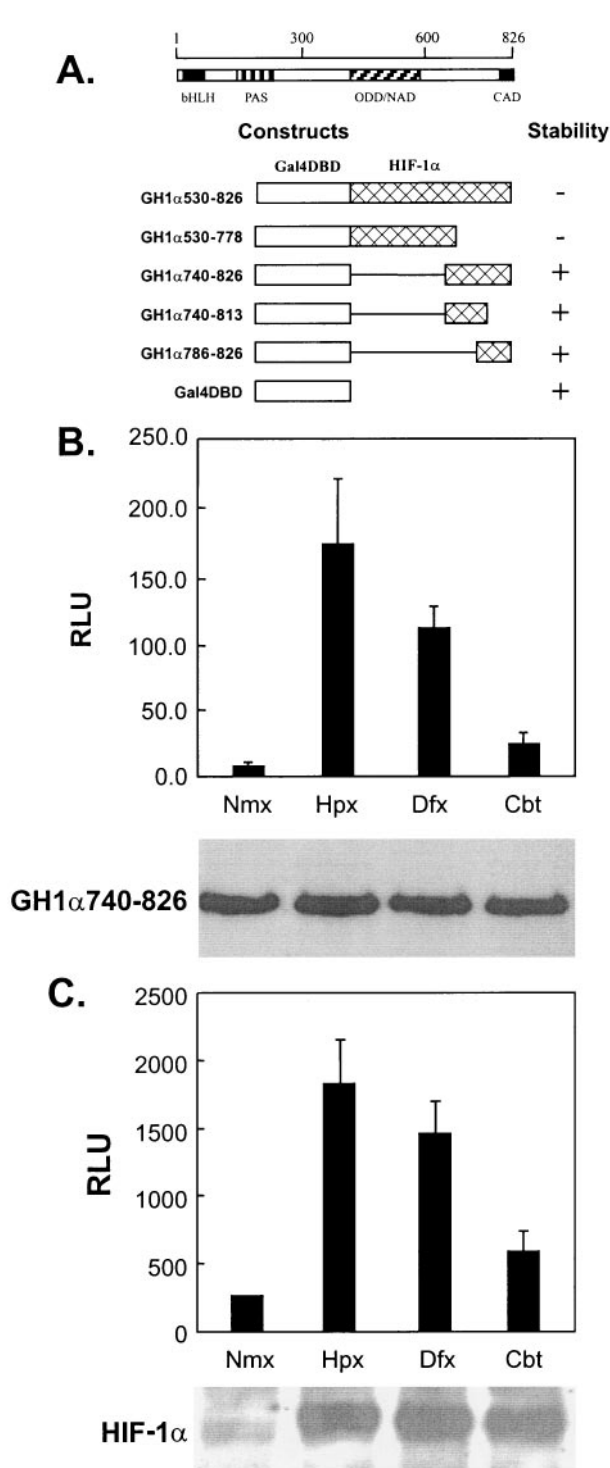 A.
1 300 600 826
bHLH PAS ODD/NAD CAD
Constructs Stability
Gal4DBD HIF-1α
GH1α530-826 -
GH1α530-778 -
GH1α740-826 +
GH1α740-813 +
GH1α786-826 +
Gal4DBD +
B.
250.0
200.0
150.0
100.0
50.0
0.0
RLU
Nmx Hpx Dfx Cbt
GH1α740-826
C.
2500
2000
1500
1000
500
0
RLU
Nmx Hpx Dfx Cbt
HIF-1α